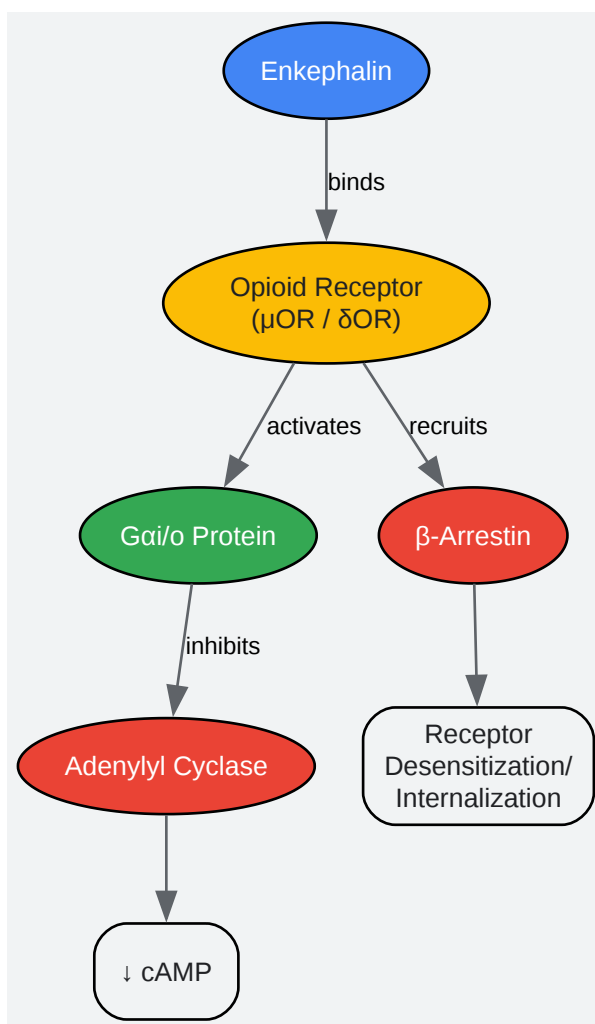 Enkephalin
binds
Opioid Receptor
(μOR / δOR)
activates
recruits
Gαi/o Protein
β-Arrestin
inhibits
Receptor
Desensitization/
Internalization
Adenylyl Cyclase
↓ cAMP